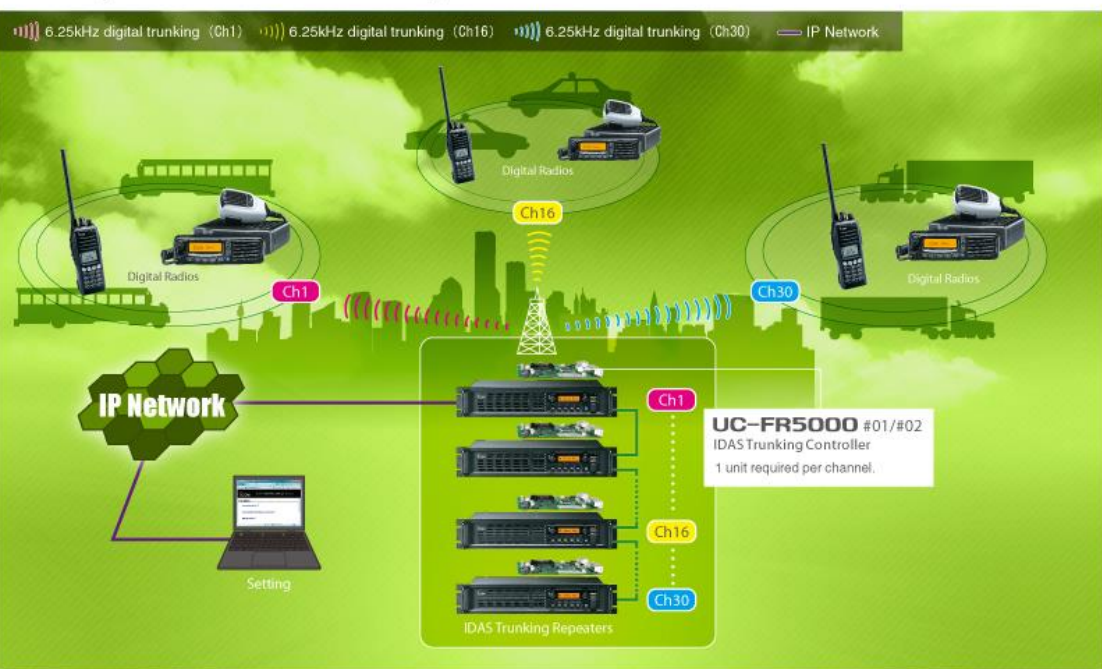 6.25kHz digital trunking (Ch1) 6.25kHz digital trunking (Ch16) 6.25kHz digital trunking (Ch30) IP Network
Digital Radios
Ch16
Digital Radios
Ch1
Digital Radios
Ch30
IP Network
Ch1
UC-FR5000 #01/#02
IDAS Trunking Controller
1 unit required per channel.
Ch16
Setting
Ch30
IDAS Trunking Repeaters